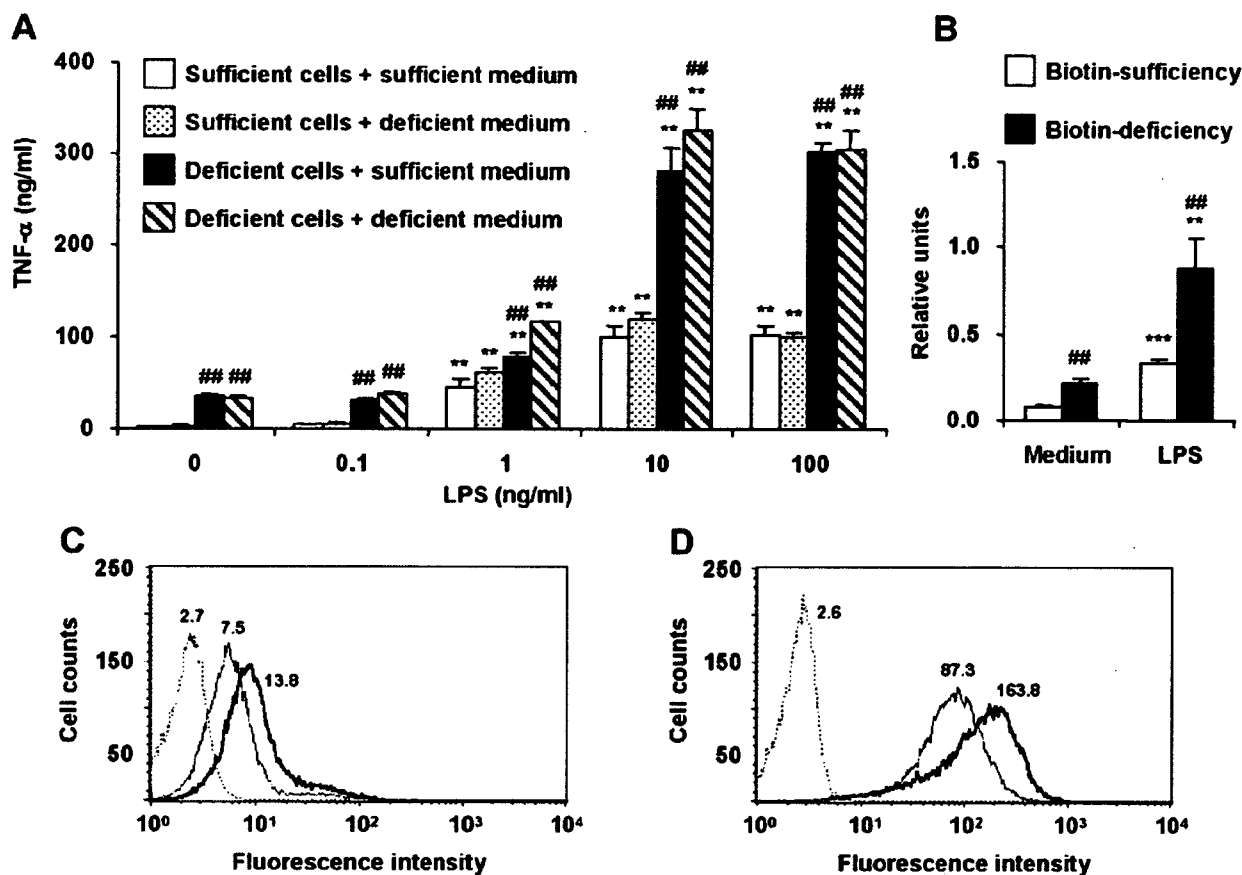 A
B
400
300
200
100
0
TNF-α (ng/ml)
Sufficient cells + sufficient medium
Sufficient cells + deficient medium
Deficient cells + sufficient medium
Deficient cells + deficient medium
## ##
## ##
** ** ## ** ## **
** ** ## ** ## **
** ** ## ** ## **
0 0.1 1 10 100
LPS (ng/ml)
Biotin-sufficiency
Biotin-deficiency
1.5
1.0
0.5
0.0
Relative units
##
***
##
**
Medium LPS
C
250
150
50
Cell counts
2.7
7.5
13.8
10⁰ 10¹ 10² 10³ 10⁴
Fluorescence intensity
D
250
150
50
Cell counts
2.6
87.3
163.8
10⁰ 10¹ 10² 10³ 10⁴
Fluorescence intensity